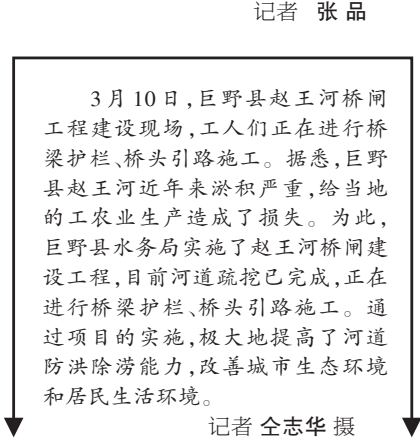 记者 张 品
3月10日,巨野县赵王河桥闸
工程建设现场,工人们正在进行桥
梁护栏、桥头引路施工。据悉,巨野
县赵王河近年来淤积严重,给当地
的工农业生产造成了损失。为此,
巨野县水务局实施了赵王河桥闸建
设工程,目前河道疏挖已完成,正在
进行桥梁护栏、桥头引路施工。通
过项目的实施,极大地提高了河道
防洪除涝能力,改善城市生态环境
和居民生活环境。
记者 仝志华 摄